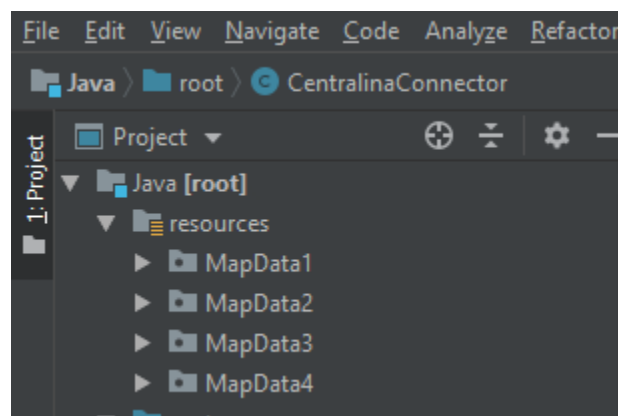 File Edit View Navigate Code Analyze Refactor
Java root CentralinaConnector
Project
1: Project
Java [root]
resources
MapData1
MapData2
MapData3
MapData4